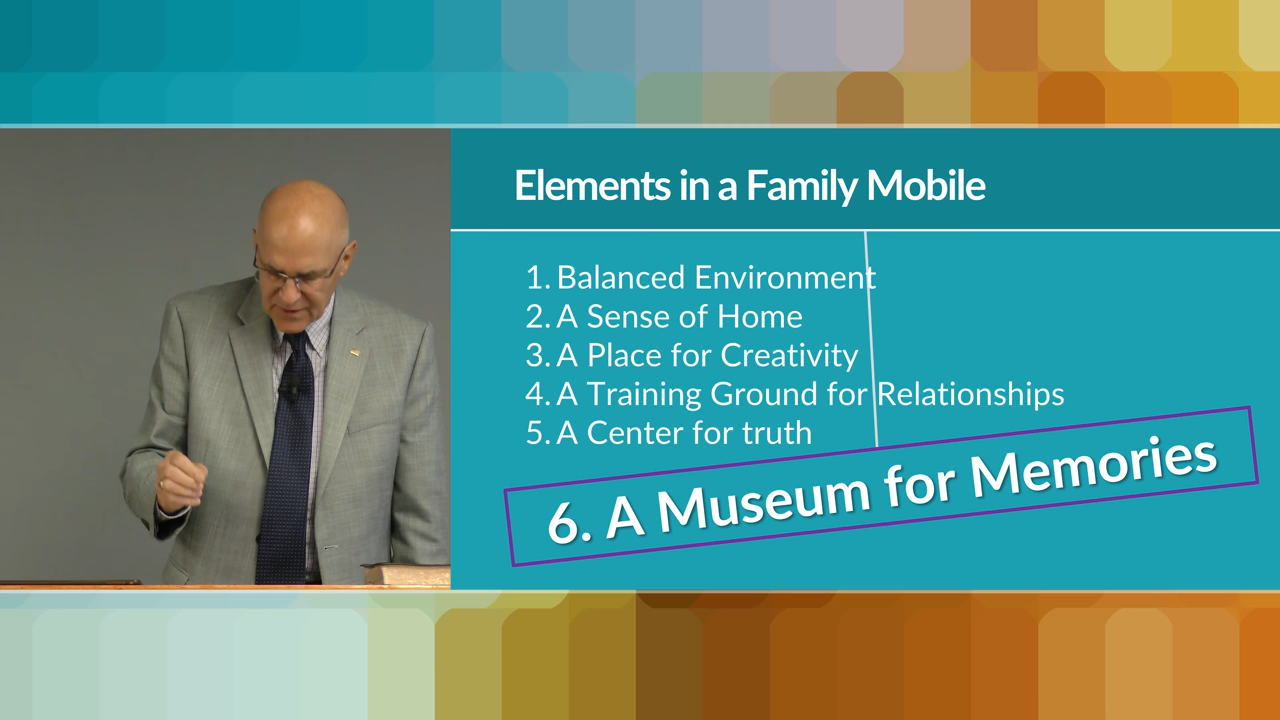 Elements in a Family Mobile
1. Balanced Environment
2. A Sense of Home
3. A Place for Creativity
4. A Training Ground for Relationships
5. A Center for truth
6. A Museum for Memories